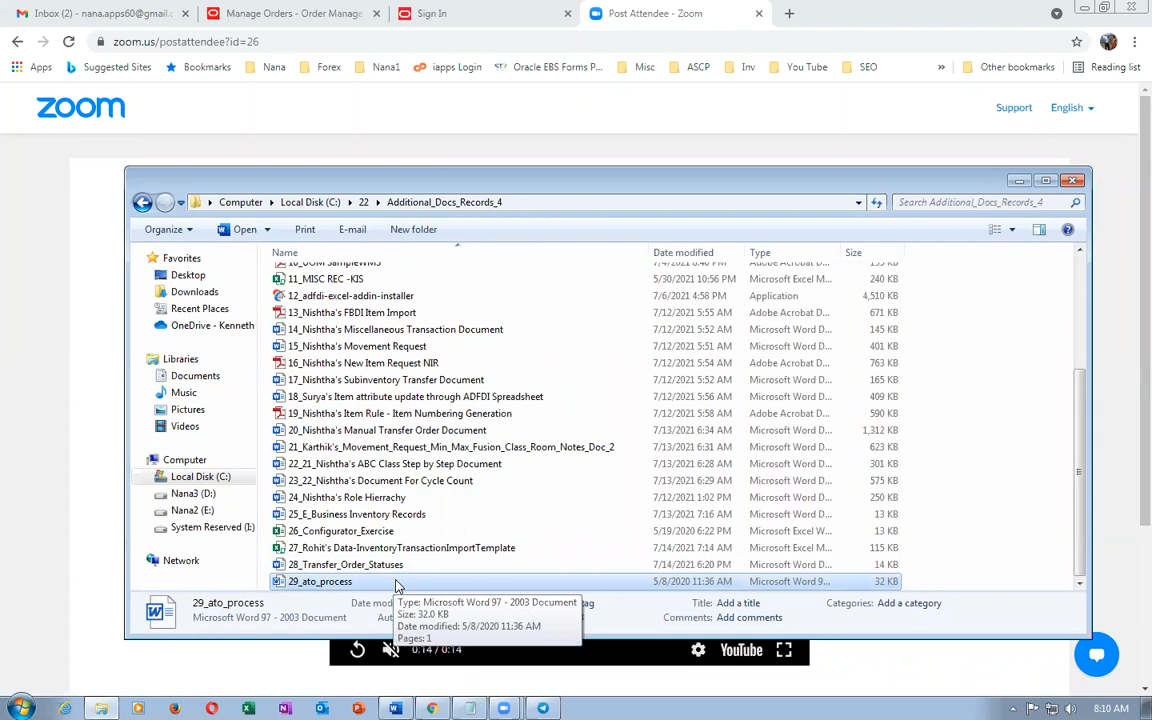 Inbox (2) - nana.apps60@gmail.c
Manage Orders - Order Manage
Sign In
Post Attendee - Zoom
zoom.us/postattendee?id=26
Apps
Suggested Sites
Bookmarks
Nana
Forex
Nana1
iapps Login
Oracle EBS Forms P...
Misc
ASCP
Inv
You Tube
SEO
»
Other bookmarks
Reading list
zoom
Support
English
Computer
Local Disk (C:)
22
Additional_Docs_Records_4
Search Additional_Docs_Records_4
Organize
Open
Print
E-mail
New folder
Name
Date modified
Type
Size
Favorites
Desktop
Downloads
Recent Places
OneDrive - Kenneth
Libraries
Documents
Music
Pictures
Videos
Computer
Local Disk (C:)
Nana3 (D:)
Nana2 (E:)
System Reserved (I:)
Network
11_MISC REC -KIS 5/30/2021 10:56 PM Microsoft Excel M... 240 KB
12_adfdi-excel-addin-installer 7/6/2021 4:58 PM Application 4,510 KB
13_Nishtha's FBDI Item Import 7/12/2021 5:55 AM Adobe Acrobat D... 671 KB
14_Nishtha's Miscellaneous Transaction Document 7/12/2021 5:55 AM Microsoft Word D... 145 KB
15_Nishtha's Movement Request 7/12/2021 5:51 AM Microsoft Word D... 401 KB
16_Nishtha's New Item Request NIR 7/12/2021 5:54 AM Adobe Acrobat D... 763 KB
17_Nishtha's Subinventory Transfer Document 7/12/2021 5:52 AM Microsoft Word D... 165 KB
18_Surya's Item attribute update through ADFDI Spreadsheet 7/12/2021 5:56 AM Microsoft Word D... 409 KB
19_Nishtha's Item Rule - Item Numbering Generation 7/12/2021 5:58 AM Adobe Acrobat D... 590 KB
20_Nishtha's Manual Transfer Order Document 7/13/2021 6:34 AM Microsoft Word D... 1,312 KB
21_Karthik's_Movement_Request_Min_Max_Fusion_Class_Room_Notes_Doc_2 7/13/2021 6:31 AM Microsoft Word D... 623 KB
22_21_Nishtha's ABC Class Step by Step Document 7/13/2021 6:28 AM Microsoft Word D... 301 KB
23_22_Nishtha's Document For Cycle Count 7/13/2021 6:29 AM Microsoft Word D... 575 KB
24_Nishtha's Role Hierrachy 7/13/2021 1:02 PM Microsoft Word D... 250 KB
25_E_Business Inventory Records 7/13/2021 7:16 AM Microsoft Word D... 13 KB
26_Configurator_Exercise 5/19/2020 6:22 PM Microsoft Excel W... 13 KB
27_Rohit's Data-InventoryTransactionImportTemplate 7/14/2021 7:14 AM Microsoft Excel M... 115 KB
28_Transfer_Order_Statuses 7/14/2021 6:20 PM Microsoft Word D... 14 KB
29_ato_process 5/8/2020 11:36 AM Microsoft Word 9... 32 KB
Type: Microsoft Word 97 - 2003 Document
Size: 32.0 KB
Date modified: 5/8/2020 11:36 AM
Pages: 1
29_ato_process
Microsoft Word 97 - 2003 Document
Title: Add a title
Comments: Add comments
Categories: Add a category
0:14 / 0:14
YouTube
8:10 AM